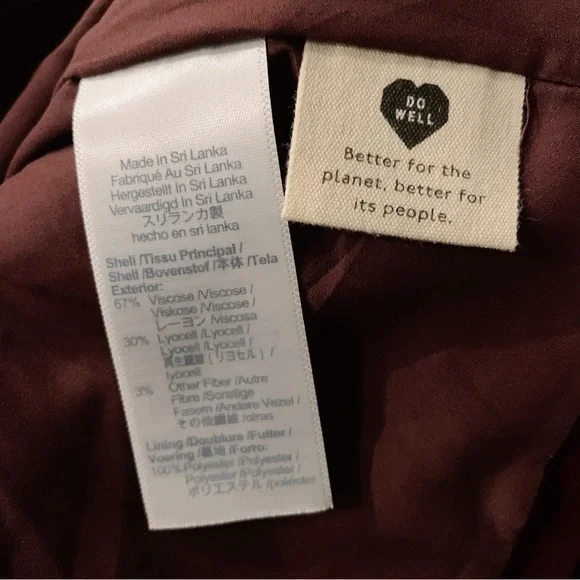 Made In Sri Lanka
Fabriqué Au Sri Lanka
Hergestellt In Sri Lanka
Vervaardigd In Sri Lanka
スリランカ製
hecho en sri lanka
Shell /Tissu Principal /
Shell /Bovenstof /本体 /Tela
Exterior:
67% Viscose /Viscose /
Viskose /Viscose /
レーヨン /viscosa
30% Lyocell /Lyocell /
Lyocell /Lyocell /
再生繊維 (リヨセル) /
lyocell
3% Other Fiber /Autre
Fibre /Sonstige
Fasern /Andere Vezel /
その他繊維 /otras
Lining /Doublure /Futter /
Voering /裏地 /Forro:
100% Polyester /Polyester /
Polyester /Polyester /
ポリエステル /poliéster
DO
WELL
Better for the
planet, better for
its people.